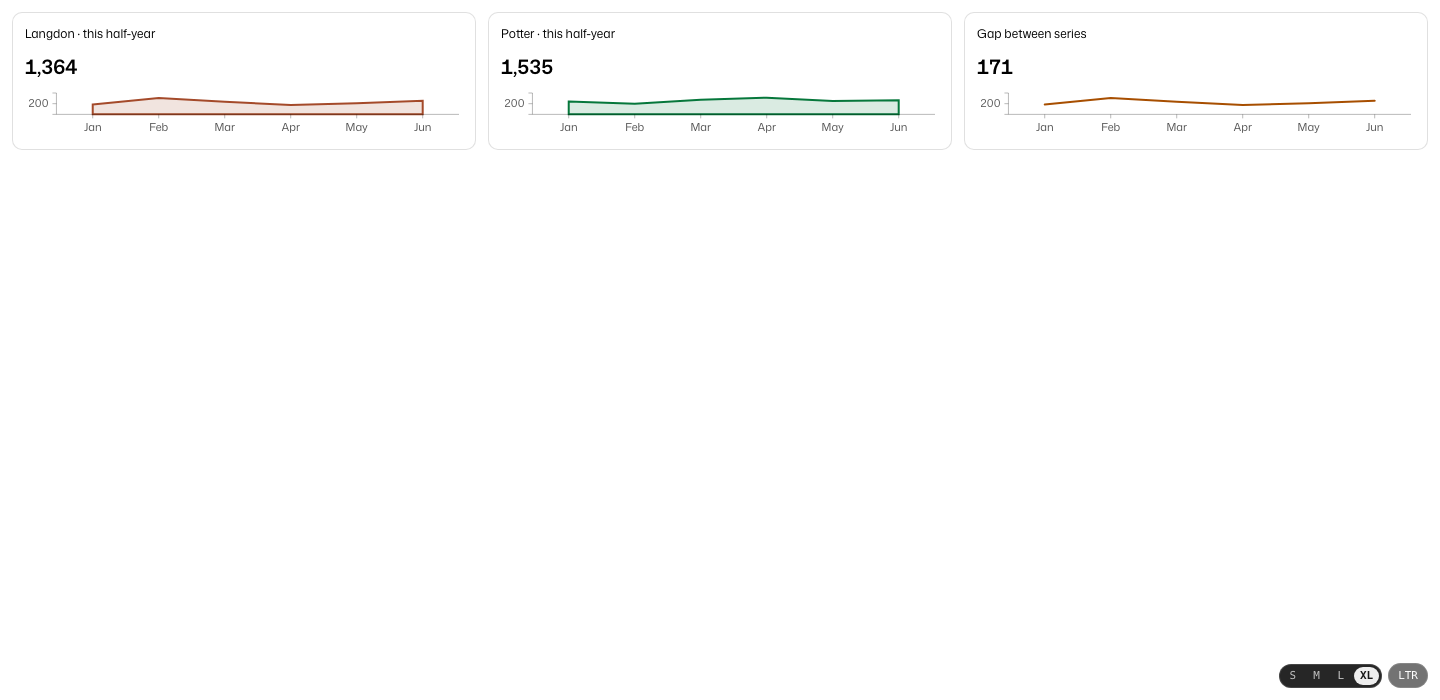 Langdon · this half-year
1,364
200
Jan Feb Mar Apr May Jun
Potter · this half-year
1,535
200
Jan Feb Mar Apr May Jun
Gap between series
171
200
Jan Feb Mar Apr May Jun
S M L XL LTR